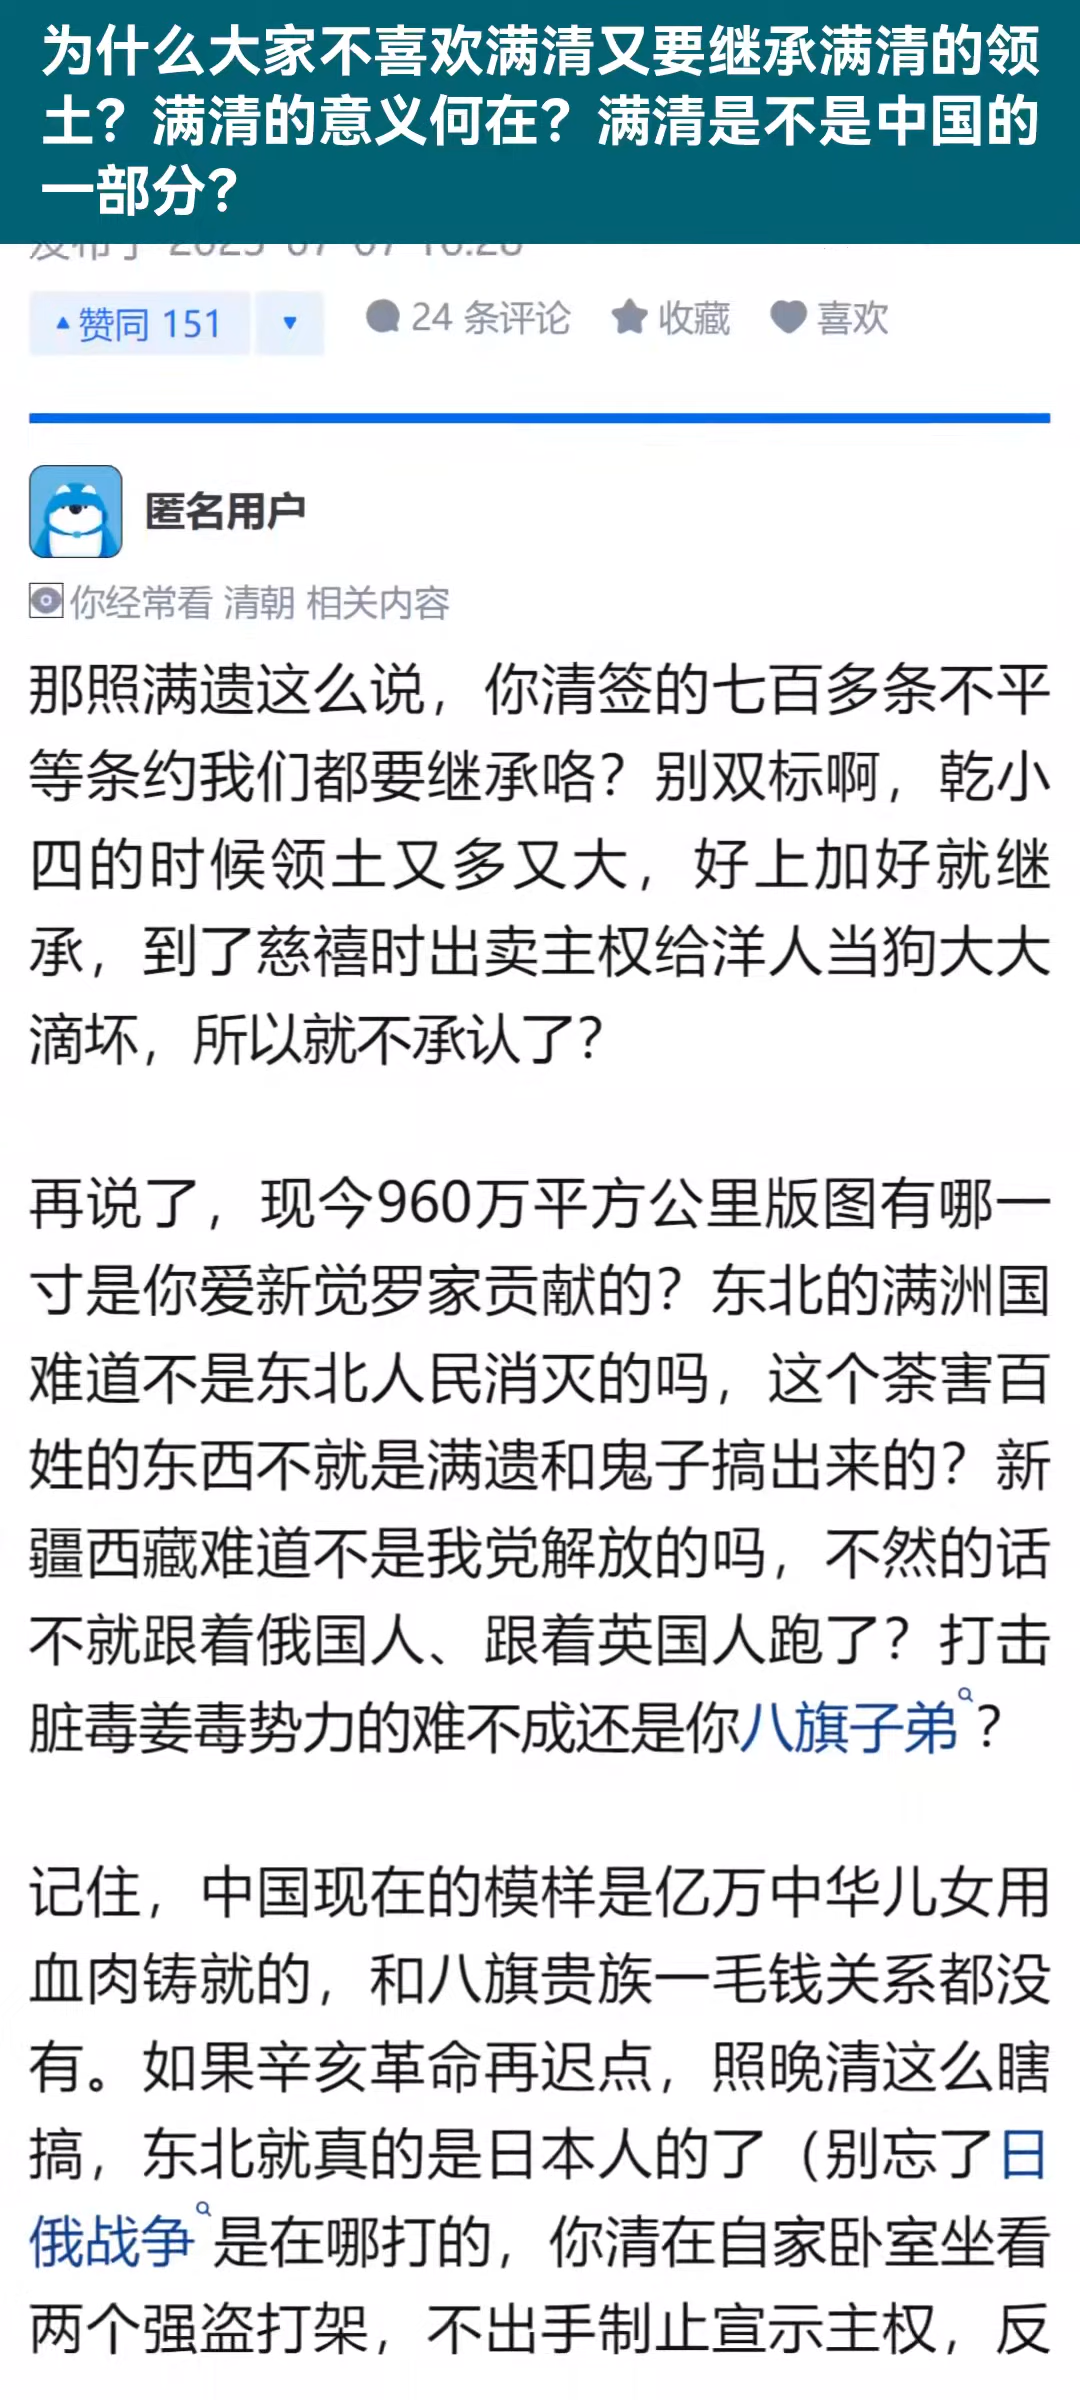 为什么大家不喜欢满清又要继承满清的领
土？满清的意义何在？满清是不是中国的
一部分？
赞同 151
24 条评论
收藏
喜欢
匿名用户
你经常看 清朝 相关内容
那照满遗这么说，你清签的七百多条不平
等条约我们都要继承咯？别双标啊，乾小
四的时候领土又多又大，好上加好就继
承，到了慈禧时出卖主权给洋人当狗大大
滴坏，所以就不承认了？
再说了，现今960万平方公里版图有哪一
寸是你爱新觉罗家贡献的？东北的满洲国
难道不是东北人民消灭的吗，这个荼害百
姓的东西不就是满遗和鬼子搞出来的？新
疆西藏难道不是我党解放的吗，不然的话
不就跟着俄国人、跟着英国人跑了？打击
脏毒姜毒势力的难不成还是你八旗子弟？
记住，中国现在的模样是亿万中华儿女用
血肉铸就的，和八旗贵族一毛钱关系都没
有。如果辛亥革命再迟点，照晚清这么瞎
搞，东北就真的是日本人的了（别忘了日
俄战争是在哪打的，你清在自家卧室坐看
两个强盗打架，不出手制止宣示主权，反